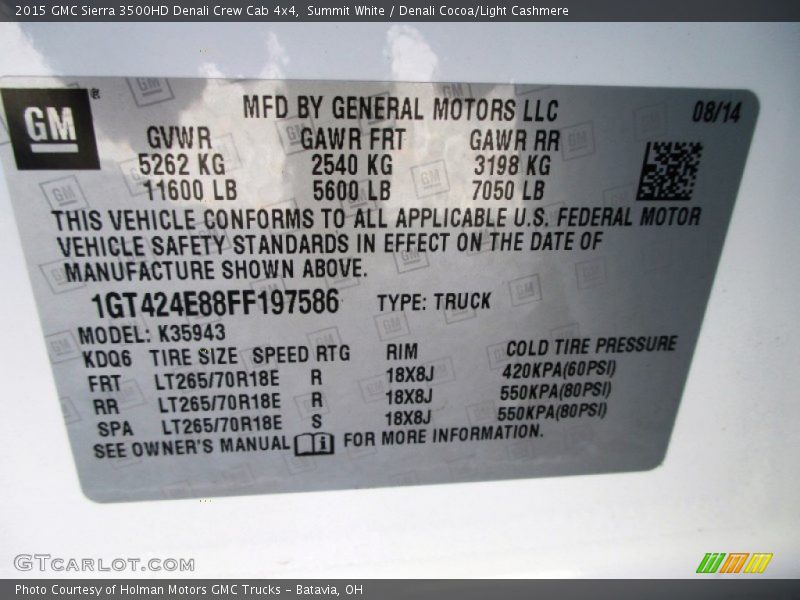 2015 GMC Sierra 3500HD Denali Crew Cab 4x4, Summit White / Denali Cocoa/Light Cashmere
GM ® MFD BY GENERAL MOTORS LLC 08/14
GVWR GAWR FRT GAWR RR
5262 KG 2540 KG 3198 KG
11600 LB 5600 LB 7050 LB
THIS VEHICLE CONFORMS TO ALL APPLICABLE U.S. FEDERAL MOTOR
VEHICLE SAFETY STANDARDS IN EFFECT ON THE DATE OF
MANUFACTURE SHOWN ABOVE.
1GT424E88FF197586 TYPE: TRUCK
MODEL: K35943
KDQ6 TIRE SIZE SPEED RTG RIM COLD TIRE PRESSURE
FRT LT265/70R18E R 18X8J 420KPA(60PSI)
RR LT265/70R18E R 18X8J 550KPA(80PSI)
SPA LT265/70R18E S 18X8J 550KPA(80PSI)
SEE OWNER'S MANUAL i FOR MORE INFORMATION.
GTCARLOT.COM
Photo Courtesy of Holman Motors GMC Trucks - Batavia, OH